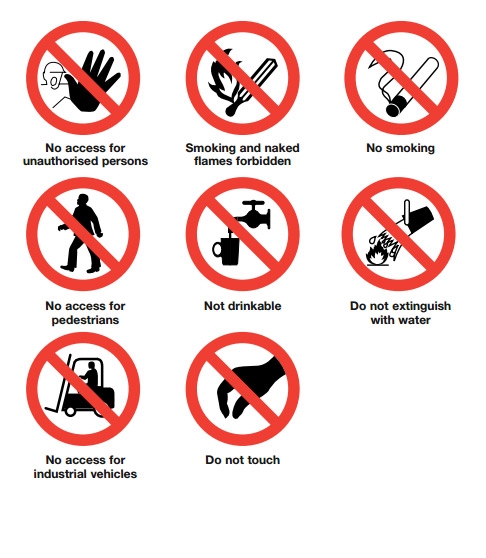 No access for
unauthorised persons
Smoking and naked
flames forbidden
No smoking
No access for
pedestrians
Not drinkable
Do not extinguish
with water
No access for
industrial vehicles
Do not touch